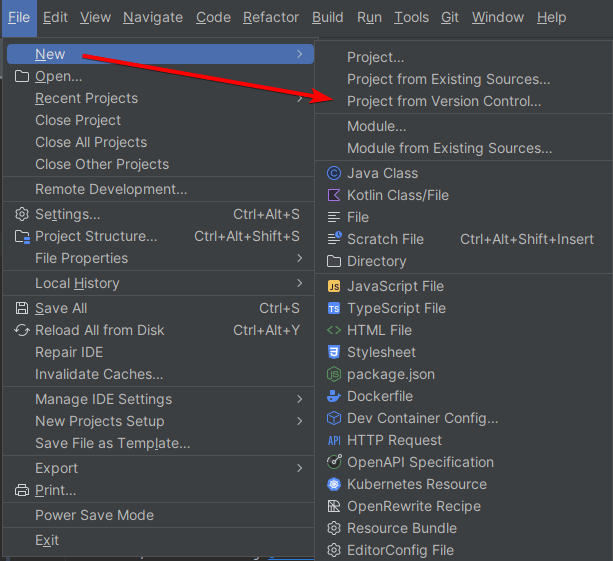 File Edit View Navigate Code Refactor Build Run Tools Git Window Help
New
Open...
Recent Projects
Close Project
Close All Projects
Close Other Projects
Remote Development...
Settings... Ctrl+Alt+S
Project Structure... Ctrl+Alt+Shift+S
File Properties
Local History
Save All Ctrl+S
Reload All from Disk Ctrl+Alt+Y
Repair IDE
Invalidate Caches...
Manage IDE Settings
New Projects Setup
Save File as Template...
Export
Print...
Power Save Mode
Exit
Project...
Project from Existing Sources...
Project from Version Control...
Module...
Module from Existing Sources...
Java Class
Kotlin Class/File
File
Scratch File Ctrl+Alt+Shift+Insert
Directory
JS JavaScript File
TS TypeScript File
HTML File
Stylesheet
package.json
Dockerfile
Dev Container Config...
API HTTP Request
OpenAPI Specification
Kubernetes Resource
OpenRewrite Recipe
Resource Bundle
EditorConfig File